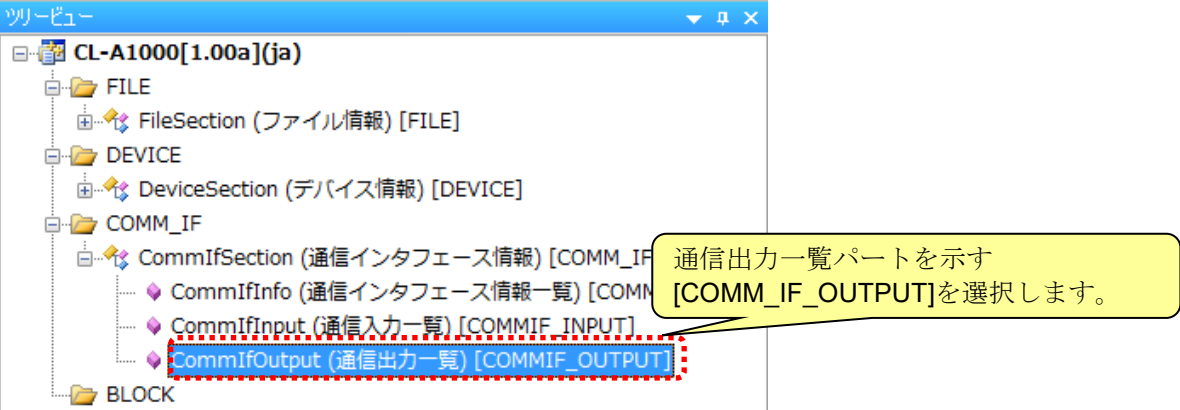 ツリービュー
CL-A1000[1.00a](ja)
FILE
FileSection (ファイル情報) [FILE]
DEVICE
DeviceSection (デバイス情報) [DEVICE]
COMM_IF
CommIfSection (通信インタフェース情報) [COMM_IF
CommIfInfo (通信インタフェース情報一覧) [COMM
CommIfInput (通信入力一覧) [COMMIF_INPUT]
CommIfOutput (通信出力一覧) [COMMIF_OUTPUT]
BLOCK
通信出力一覧パートを示す
[COMM_IF_OUTPUT]を選択します。